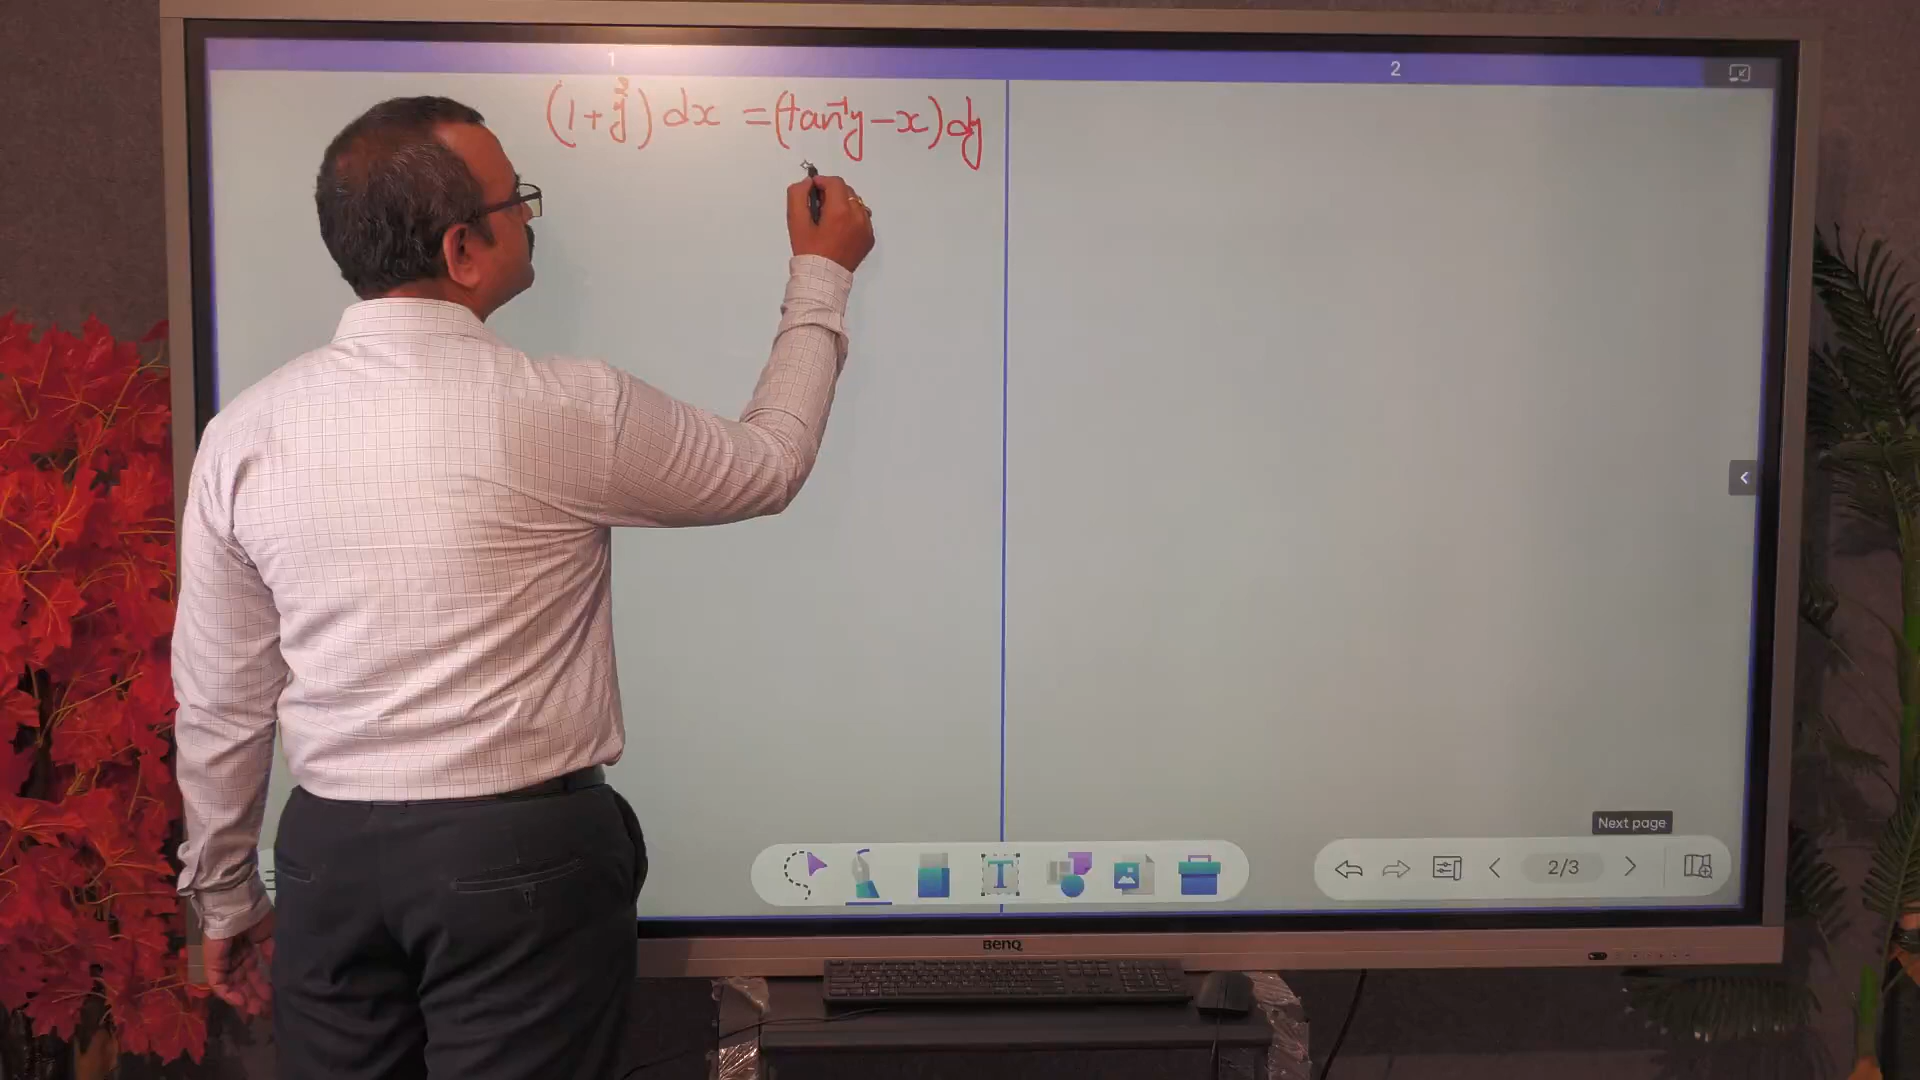 1 2
(1+y²) dx = (tan⁻¹y − x) dy
Next page
2/3
T
BenQ